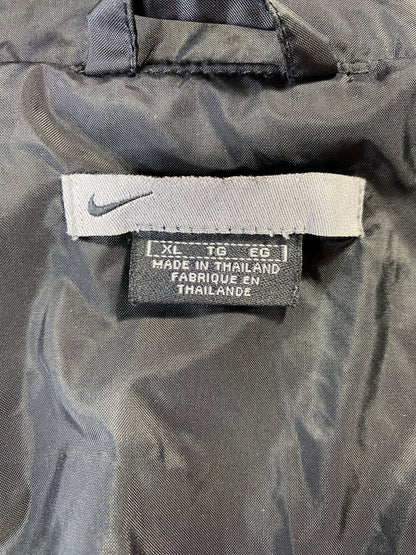 XL TG EG
MADE IN THAILAND
FABRIQUE EN
THAILANDE